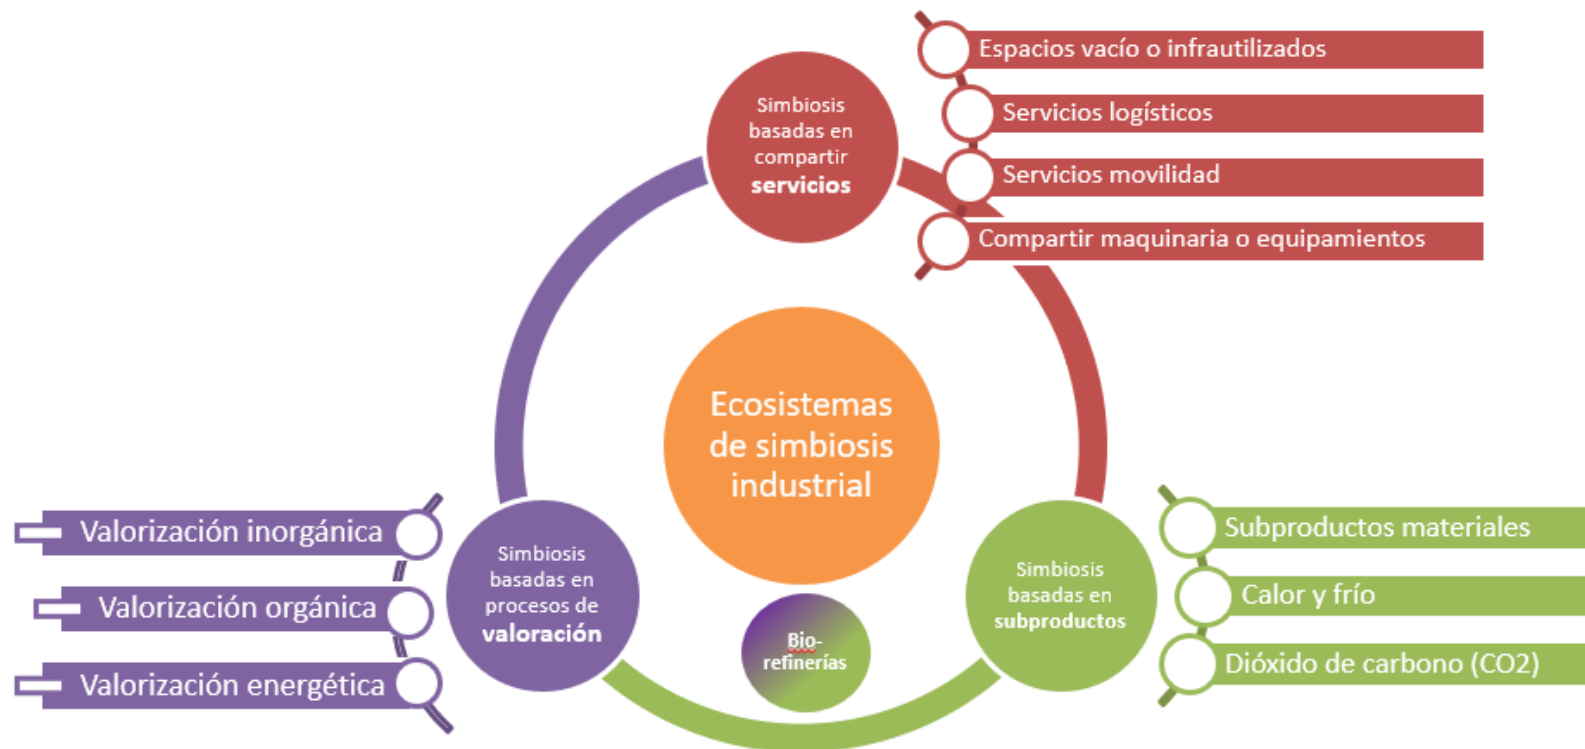 Espacios vacío o infrautilizados
Servicios logísticos
Servicios movilidad
Compartir maquinaria o equipamientos
Simbiosis
basadas en
compartir
servicios
Ecosistemas
de simbiosis
industrial
Valorización inorgánica
Valorización orgánica
Valorización energética
Simbiosis
basadas en
procesos de
valoración
Bio-
refinerías
Simbiosis
basadas en
subproductos
Subproductos materiales
Calor y frío
Dióxido de carbono (CO2)